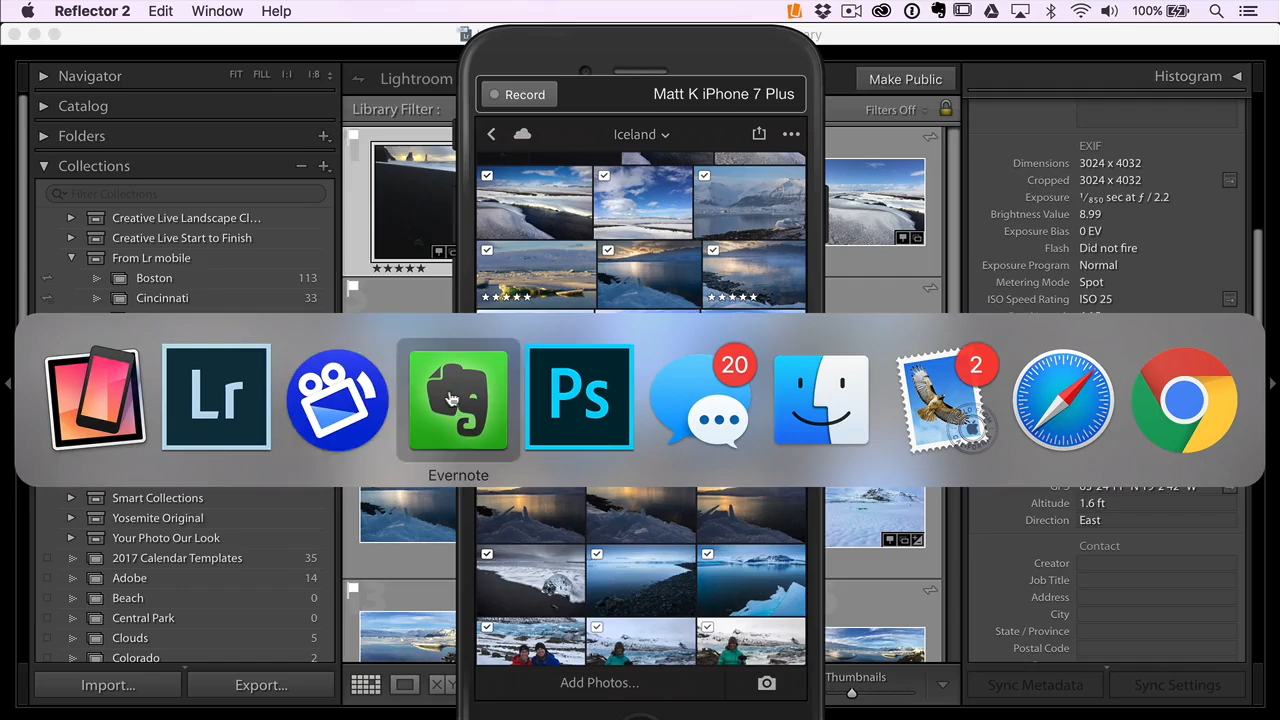 Reflector 2 Edit Window Help 100%
ary
Navigator FIT FILL 1:1 1:8
Catalog
Folders
Collections
Filter Collections
Creative Live Landscape Cl...
Creative Live Start to Finish
From Lr mobile
Boston 113
Cincinnati 33
Smart Collections
Yosemite Original
Your Photo Our Look
2017 Calendar Templates 35
Adobe 14
Beach 0
Central Park 0
Clouds 5
Colorado 2
Import... Export...
Lightroom
Library Filter :
Make Public
Filters Off
Record Matt K iPhone 7 Plus
Iceland
Add Photos...
Lr
Ps
20
2
Evernote
Histogram
EXIF
Dimensions 3024 x 4032
Cropped 3024 x 4032
Exposure 1/850 sec at ƒ / 2.2
Brightness Value 8.99
Exposure Bias 0 EV
Flash Did not fire
Exposure Program Normal
Metering Mode Spot
ISO Speed Rating ISO 25
Altitude 1.6 ft
Direction East
Contact
Creator
Job Title
Address
City
State / Province
Postal Code
XY
Thumbnails
Sync Metadata Sync Settings